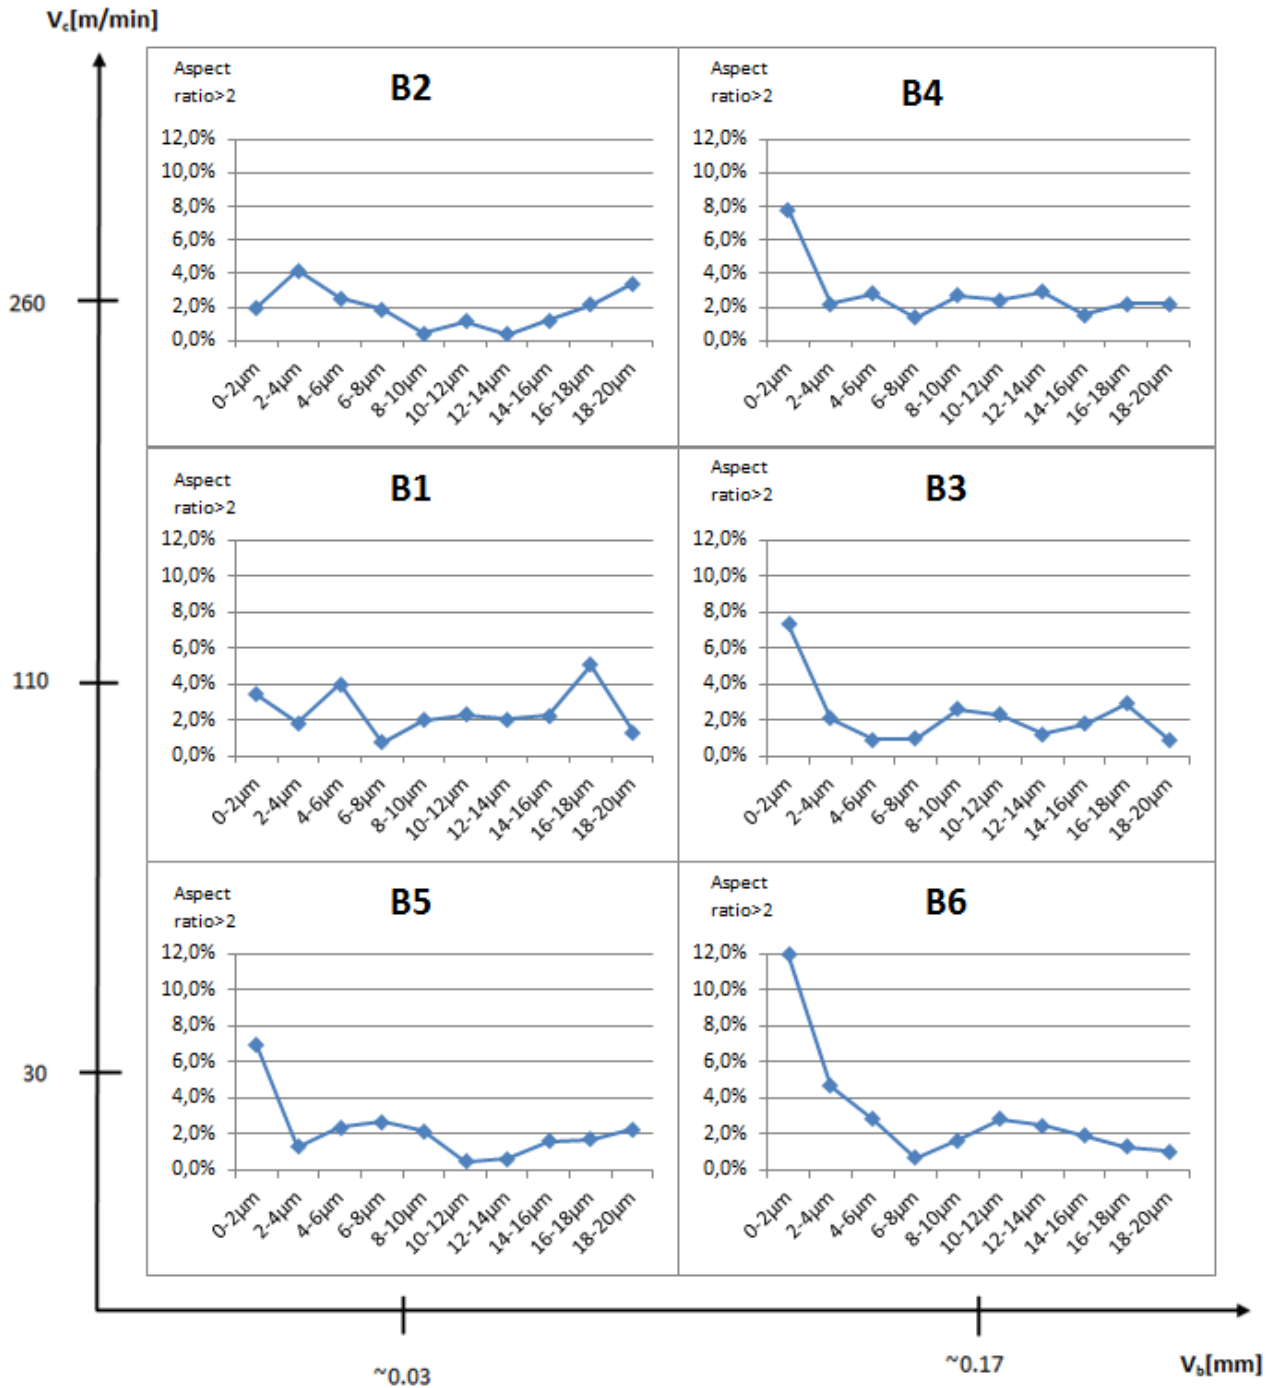 V_c[m/min]
Aspect
ratio>2
B2
12,0%
10,0%
8,0%
6,0%
4,0%
2,0%
0,0%
0-2µm
2-4µm
4-6µm
6-8µm
8-10µm
10-12µm
12-14µm
14-16µm
16-18µm
18-20µm
Aspect
ratio>2
B4
12,0%
10,0%
8,0%
6,0%
4,0%
2,0%
0,0%
0-2µm
2-4µm
4-6µm
6-8µm
8-10µm
10-12µm
12-14µm
14-16µm
16-18µm
18-20µm
260
Aspect
ratio>2
B1
12,0%
10,0%
8,0%
6,0%
4,0%
2,0%
0,0%
0-2µm
2-4µm
4-6µm
6-8µm
8-10µm
10-12µm
12-14µm
14-16µm
16-18µm
18-20µm
Aspect
ratio>2
B3
12,0%
10,0%
8,0%
6,0%
4,0%
2,0%
0,0%
0-2µm
2-4µm
4-6µm
6-8µm
8-10µm
10-12µm
12-14µm
14-16µm
16-18µm
18-20µm
110
Aspect
ratio>2
B5
12,0%
10,0%
8,0%
6,0%
4,0%
2,0%
0,0%
0-2µm
2-4µm
4-6µm
6-8µm
8-10µm
10-12µm
12-14µm
14-16µm
16-18µm
18-20µm
Aspect
ratio>2
B6
12,0%
10,0%
8,0%
6,0%
4,0%
2,0%
0,0%
0-2µm
2-4µm
4-6µm
6-8µm
8-10µm
10-12µm
12-14µm
14-16µm
16-18µm
18-20µm
30
~0.03
~0.17
V_b[mm]